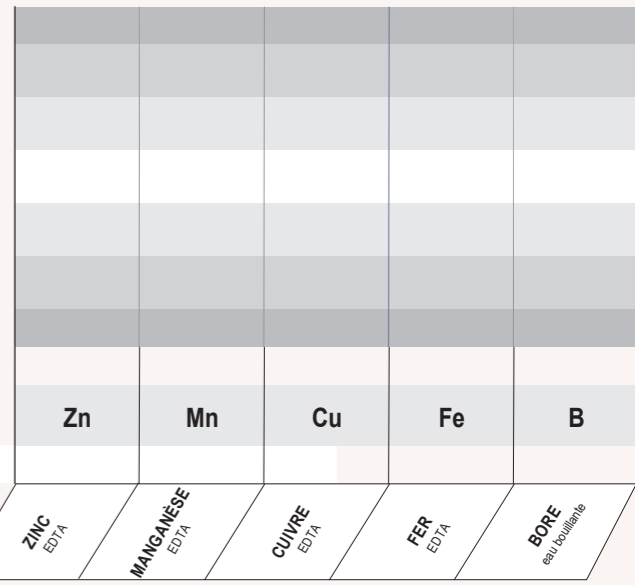 Zn Mn Cu Fe B
ZINC
EDTA
MANGANÈSE
EDTA
CUIVRE
EDTA
FER
EDTA
BORE
eau bouillante